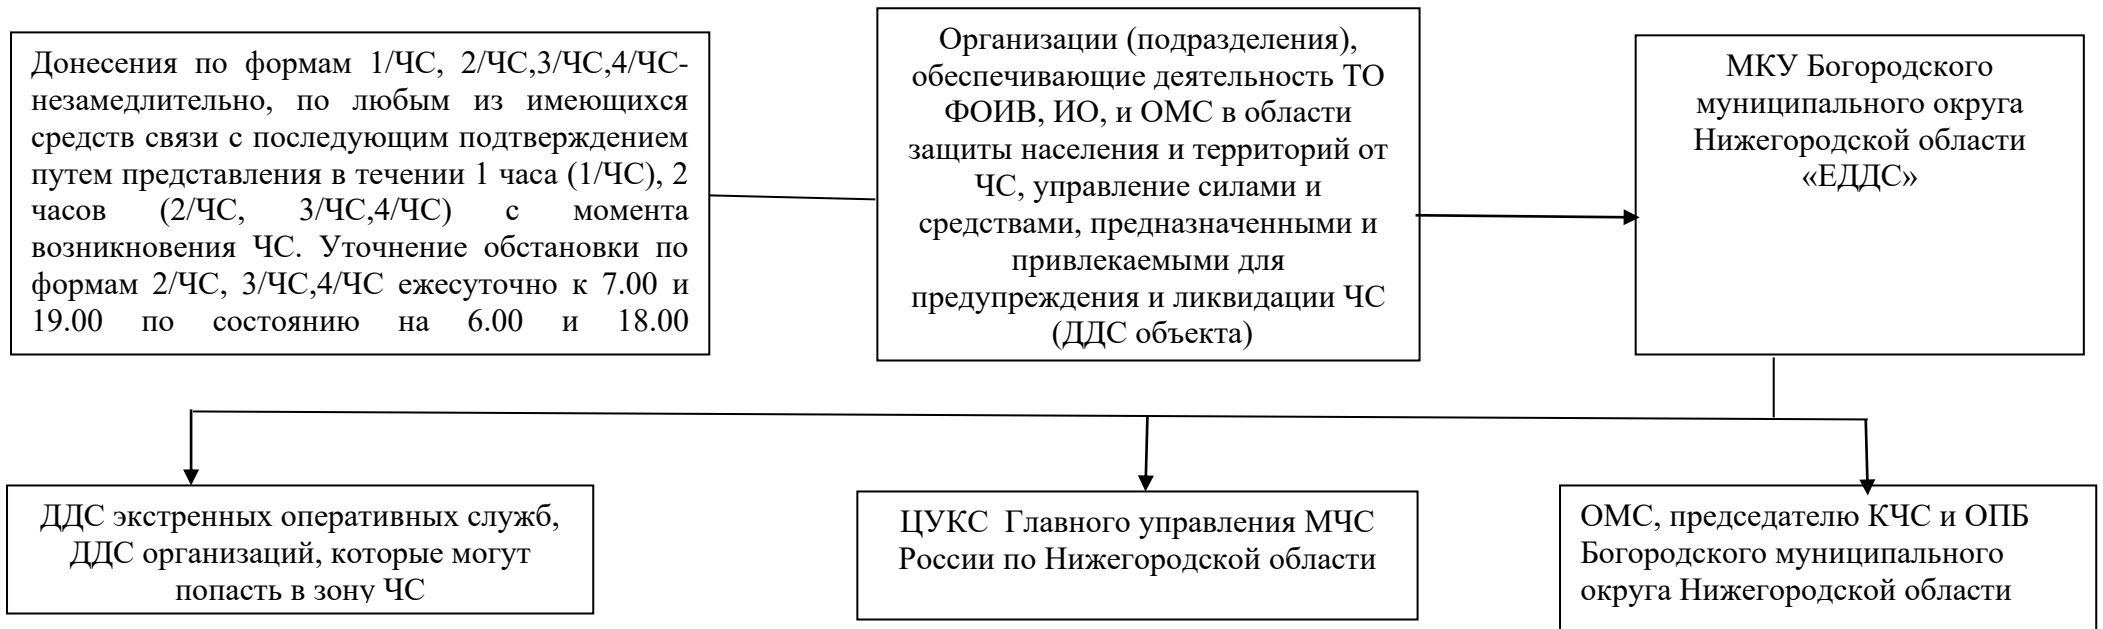 Донесения по формам 1/ЧС, 2/ЧС,3/ЧС,4/ЧС-
незамедлительно, по любым из имеющихся
средств связи с последующим подтверждением
путем представления в течении 1 часа (1/ЧС), 2
часов (2/ЧС, 3/ЧС,4/ЧС) с момента
возникновения ЧС. Уточнение обстановки по
формам 2/ЧС, 3/ЧС,4/ЧС ежесуточно к 7.00 и
19.00 по состоянию на 6.00 и 18.00
Организации (подразделения),
обеспечивающие деятельность ТО
ФОИВ, ИО, и ОМС в области
защиты населения и территорий от
ЧС, управление силами и
средствами, предназначенными и
привлекаемыми для
предупреждения и ликвидации ЧС
(ДДС объекта)
МКУ Богородского
муниципального округа
Нижегородской области
«ЕДДС»
ДДС экстренных оперативных служб,
ДДС организаций, которые могут
попасть в зону ЧС
ЦУКС Главного управления МЧС
России по Нижегородской области
ОМС, председателю КЧС и ОПБ
Богородского муниципального
округа Нижегородской области